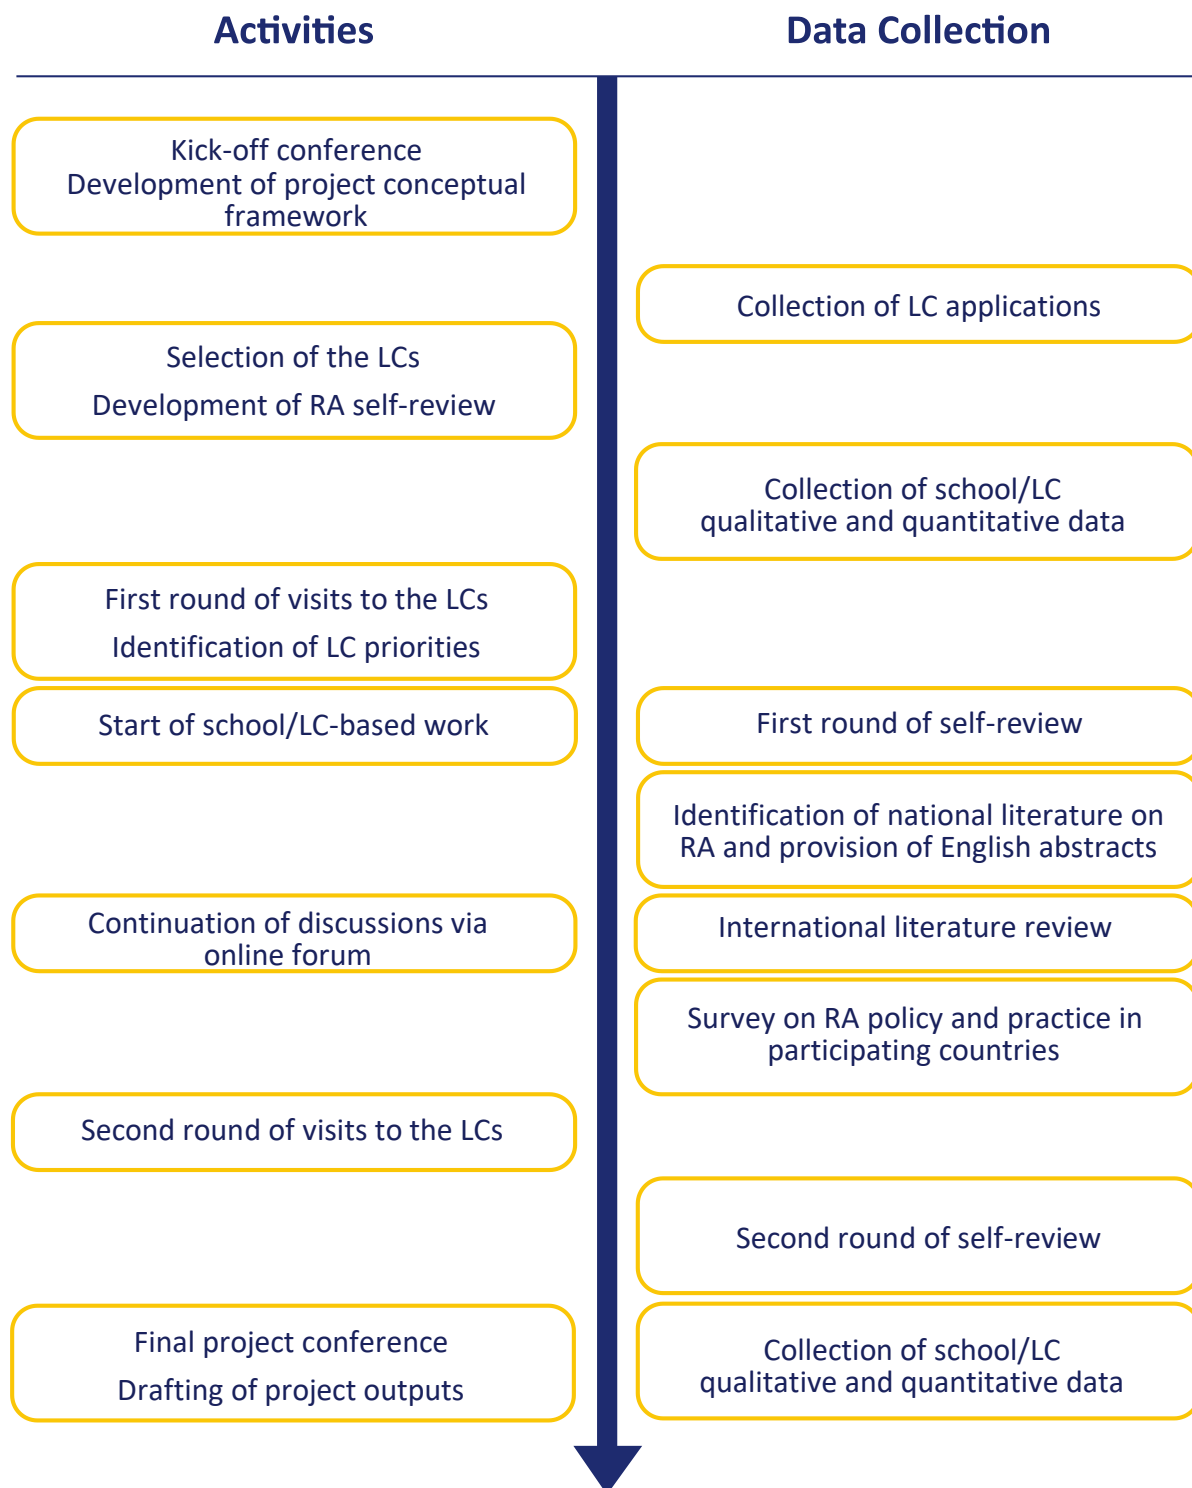 Activities
Data Collection
Kick-off conference
Development of project conceptual
framework
Collection of LC applications
Selection of the LCs
Development of RA self-review
Collection of school/LC
qualitative and quantitative data
First round of visits to the LCs
Identification of LC priorities
Start of school/LC-based work
First round of self-review
Identification of national literature on
RA and provision of English abstracts
Continuation of discussions via
online forum
International literature review
Survey on RA policy and practice in
participating countries
Second round of visits to the LCs
Second round of self-review
Final project conference
Drafting of project outputs
Collection of school/LC
qualitative and quantitative data